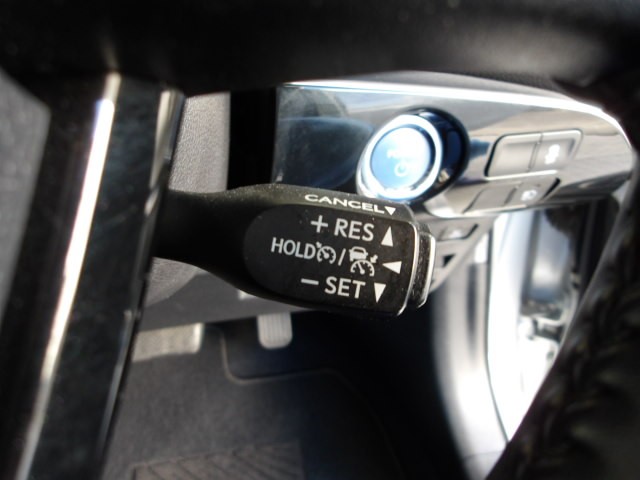 CANCEL▼
+ RES ▲
HOLD / ◀
− SET ▼